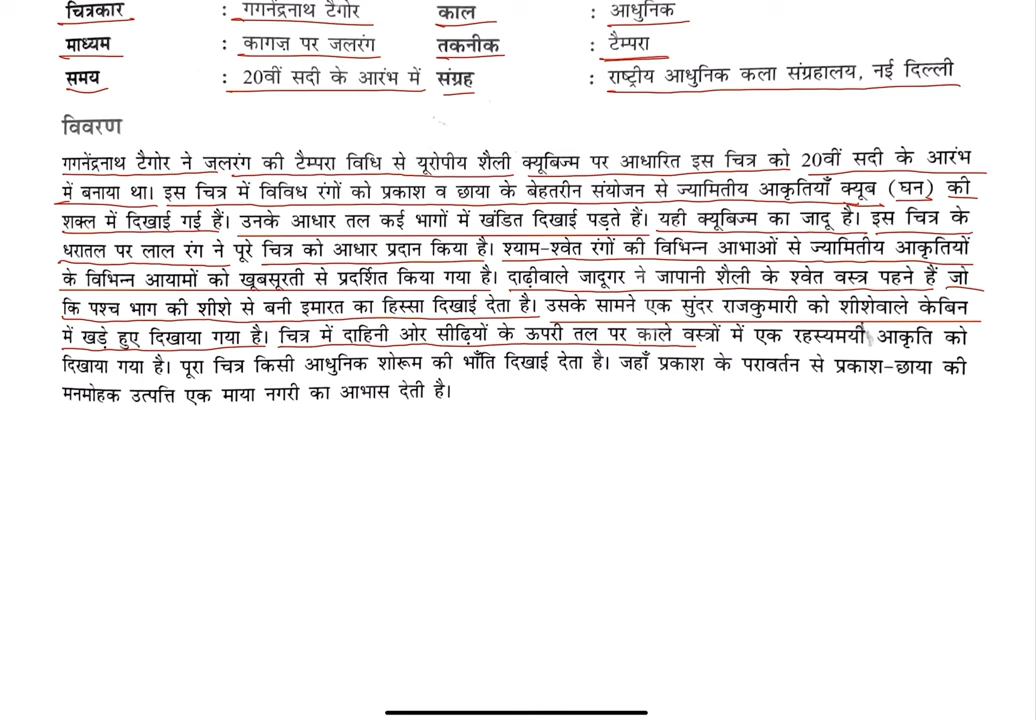 चित्रकार : गगनेंद्रनाथ टैगोर काल : आधुनिक
माध्यम : कागज़ पर जलरंग तकनीक : टैम्परा
समय : 20वीं सदी के आरंभ में संग्रह : राष्ट्रीय आधुनिक कला संग्रहालय, नई दिल्ली
विवरण
गगनेंद्रनाथ टैगोर ने जलरंग की टैम्परा विधि से यूरोपीय शैली क्यूबिज्म पर आधारित इस चित्र को 20वीं सदी के आरंभ
में बनाया था। इस चित्र में विविध रंगों को प्रकाश व छाया के बेहतरीन संयोजन से ज्यामितीय आकृतियाँ क्यूब (घन) की
शक्ल में दिखाई गई हैं। उनके आधार तल कई भागों में खंडित दिखाई पड़ते हैं। यही क्यूबिज्म का जादू है। इस चित्र के
धरातल पर लाल रंग ने पूरे चित्र को आधार प्रदान किया है। श्याम-श्वेत रंगों की विभिन्न आभाओं से ज्यामितीय आकृतियों
के विभिन्न आयामों को खूबसूरती से प्रदर्शित किया गया है। दाढ़ीवाले जादूगर ने जापानी शैली के श्वेत वस्त्र पहने हैं जो
कि पश्च भाग की शीशे से बनी इमारत का हिस्सा दिखाई देता है। उसके सामने एक सुंदर राजकुमारी को शीशेवाले केबिन
में खड़े हुए दिखाया गया है। चित्र में दाहिनी ओर सीढ़ियों के ऊपरी तल पर काले वस्त्रों में एक रहस्यमयी आकृति को
दिखाया गया है। पूरा चित्र किसी आधुनिक शोरूम की भाँति दिखाई देता है। जहाँ प्रकाश के परावर्तन से प्रकाश-छाया की
मनमोहक उत्पत्ति एक माया नगरी का आभास देती है।